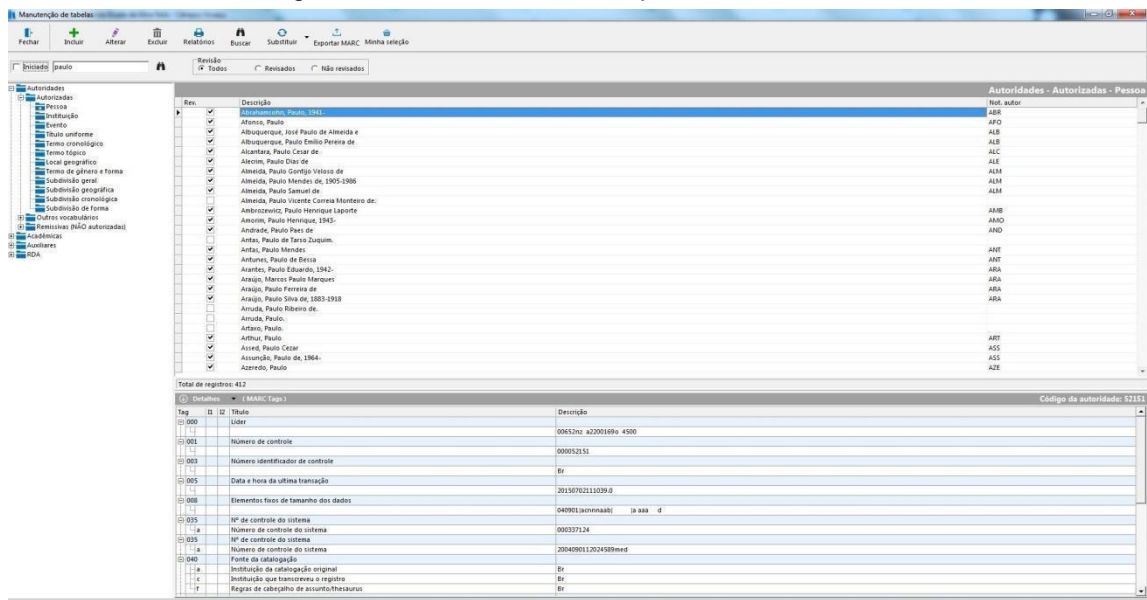 Manutenção de tabelas
Fechar Incluir Alterar Excluir Relatórios Buscar Substituir Exportar MARC Minha seleção
Iniciado paulo
Revisão
Todos Revisados Não revisados
Autoridades
Autorizadas
Pessoa
Instituição
Evento
Título uniforme
Termo cronológico
Termo tópico
Local geográfico
Termo de gênero e forma
Subdivisão geral
Subdivisão geográfica
Subdivisão cronológica
Subdivisão de forma
Outros vocabulários
Remissivas (NÃO autorizadas)
Acadêmicas
Auxiliares
RDA
Autoridades - Autorizadas - Pessoa
Rev. Descrição Not. autor
Abrahamsohn, Paulo, 1941- ABR
Afonso, Paulo AFO
Albuquerque, José Paulo de Almeida e ALB
Albuquerque, Paulo Emílio Pereira de ALB
Alcantara, Paulo Cesar de ALC
Alecrim, Paulo Dias de ALE
Almeida, Paulo Gontijo Veloso de ALM
Almeida, Paulo Mendes de, 1905-1986 ALM
Almeida, Paulo Samuel de ALM
Almeida, Paulo Vicente Correia Monteiro de.
Ambrozewicz, Paulo Henrique Laporte AMB
Amorim, Paulo Henrique, 1943- AMO
Andrade, Paulo Paes de AND
Antas, Paulo de Tarso Zuquim.
Antas, Paulo Mendes ANT
Antunes, Paulo de Bessa ANT
Arantes, Paulo Eduardo, 1942- ARA
Araújo, Marcos Paulo Marques ARA
Araújo, Paulo Ferreira de ARA
Araújo, Paulo Silva de, 1883-1918 ARA
Arruda, Paulo Ribeiro de.
Arruda, Paulo.
Artaxo, Paulo.
Arthur, Paulo ART
Assed, Paulo Cezar ASS
Assunção, Paulo de, 1964- ASS
Azeredo, Paulo AZE
Total de registros: 412
Detalhes ( MARC Tags ) Código da autoridade: 52151
Tag I1 I2 Título Descrição
000 Líder
00652nz a2200169o 4500
001 Número de controle
000052151
003 Número identificador de controle
Br
005 Data e hora da ultima transação
20150702111039.0
008 Elementos fixos de tamanho dos dados
040901|acnnnaab| |a aaa d
035 Nº de controle do sistema
a Número de controle do sistema 000337124
035 Nº de controle do sistema
a Número de controle do sistema 2004090112024589med
040 Fonte da catalogação
a Instituição da catalogação original Br
c Instituição que transcreveu o registro Br
f Regras de cabeçalho de assunto/thesaurus Br